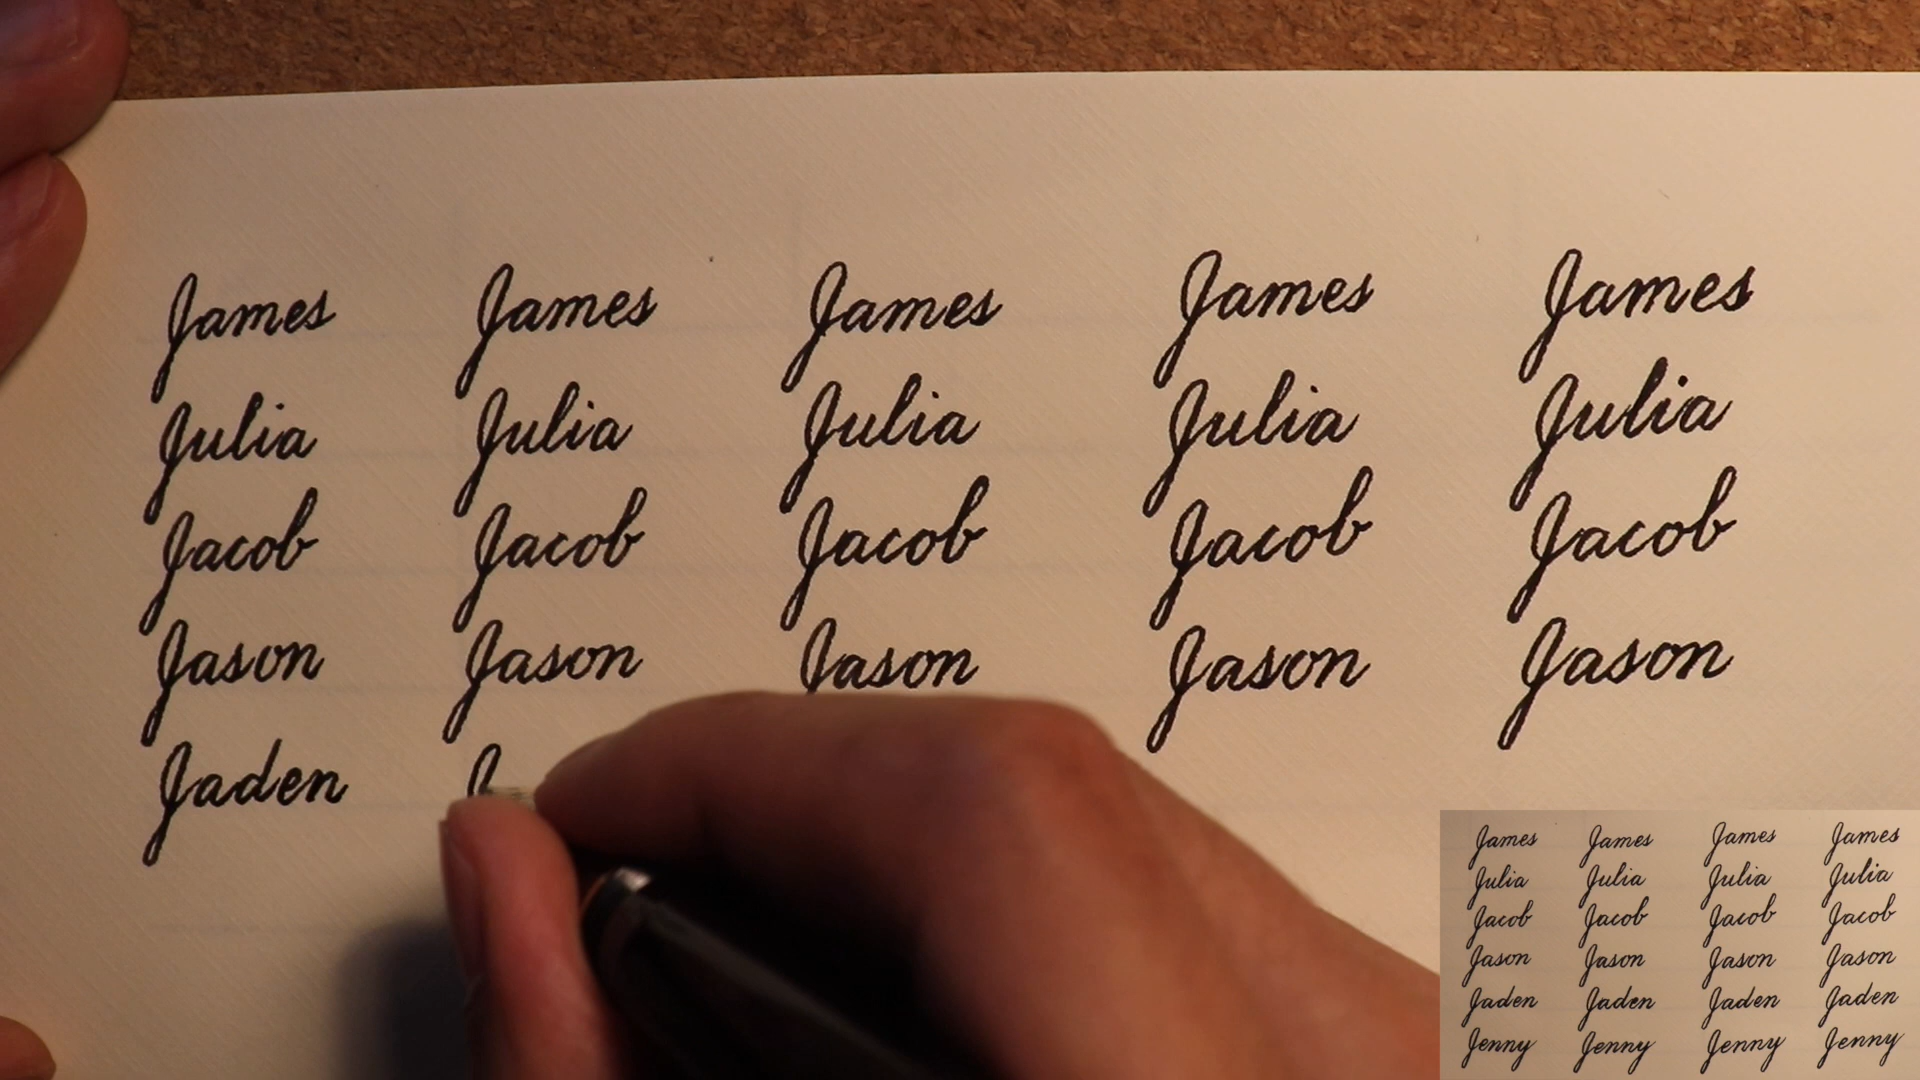 James James James James James
Julia Julia Julia Julia Julia
Jacob Jacob Jacob Jacob Jacob
Jason Jason Jason Jason Jason
Jaden J
James James James James
Julia Julia Julia Julia
Jacob Jacob Jacob Jacob
Jason Jason Jason Jason
Jaden Jaden Jaden Jaden
Jenny Jenny Jenny Jenny